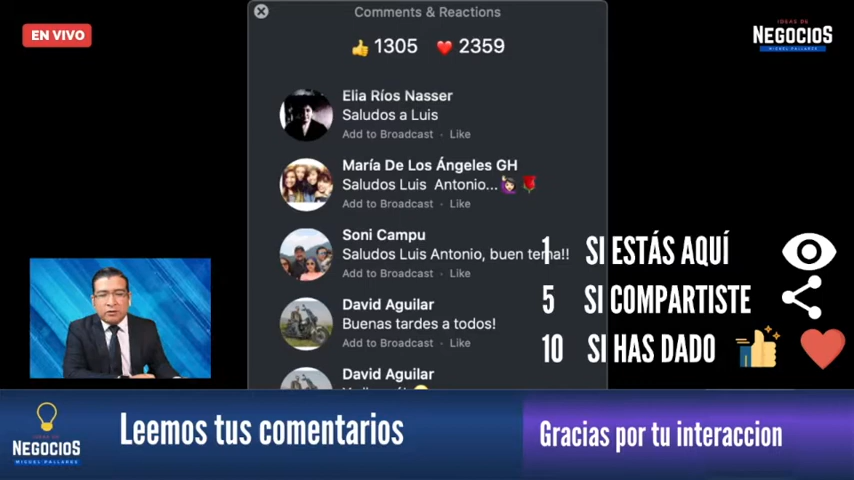 EN VIVO
Comments & Reactions
1305 2359
IDEAS DE
NEGOCIOS
MIGUEL PALLARES
Elia Ríos Nasser
Saludos a Luis
Add to Broadcast · Like
María De Los Ángeles GH
Saludos Luis Antonio...
Add to Broadcast · Like
Soni Campu
Saludos Luis Antonio, buen tema!!
Add to Broadcast · Like
David Aguilar
Buenas tardes a todos!
Add to Broadcast · Like
David Aguilar
1 SI ESTÁS AQUÍ
5 SI COMPARTISTE
10 SI HAS DADO
IDEAS DE
NEGOCIOS
MIGUEL PALLARES
Leemos tus comentarios
Gracias por tu interaccion